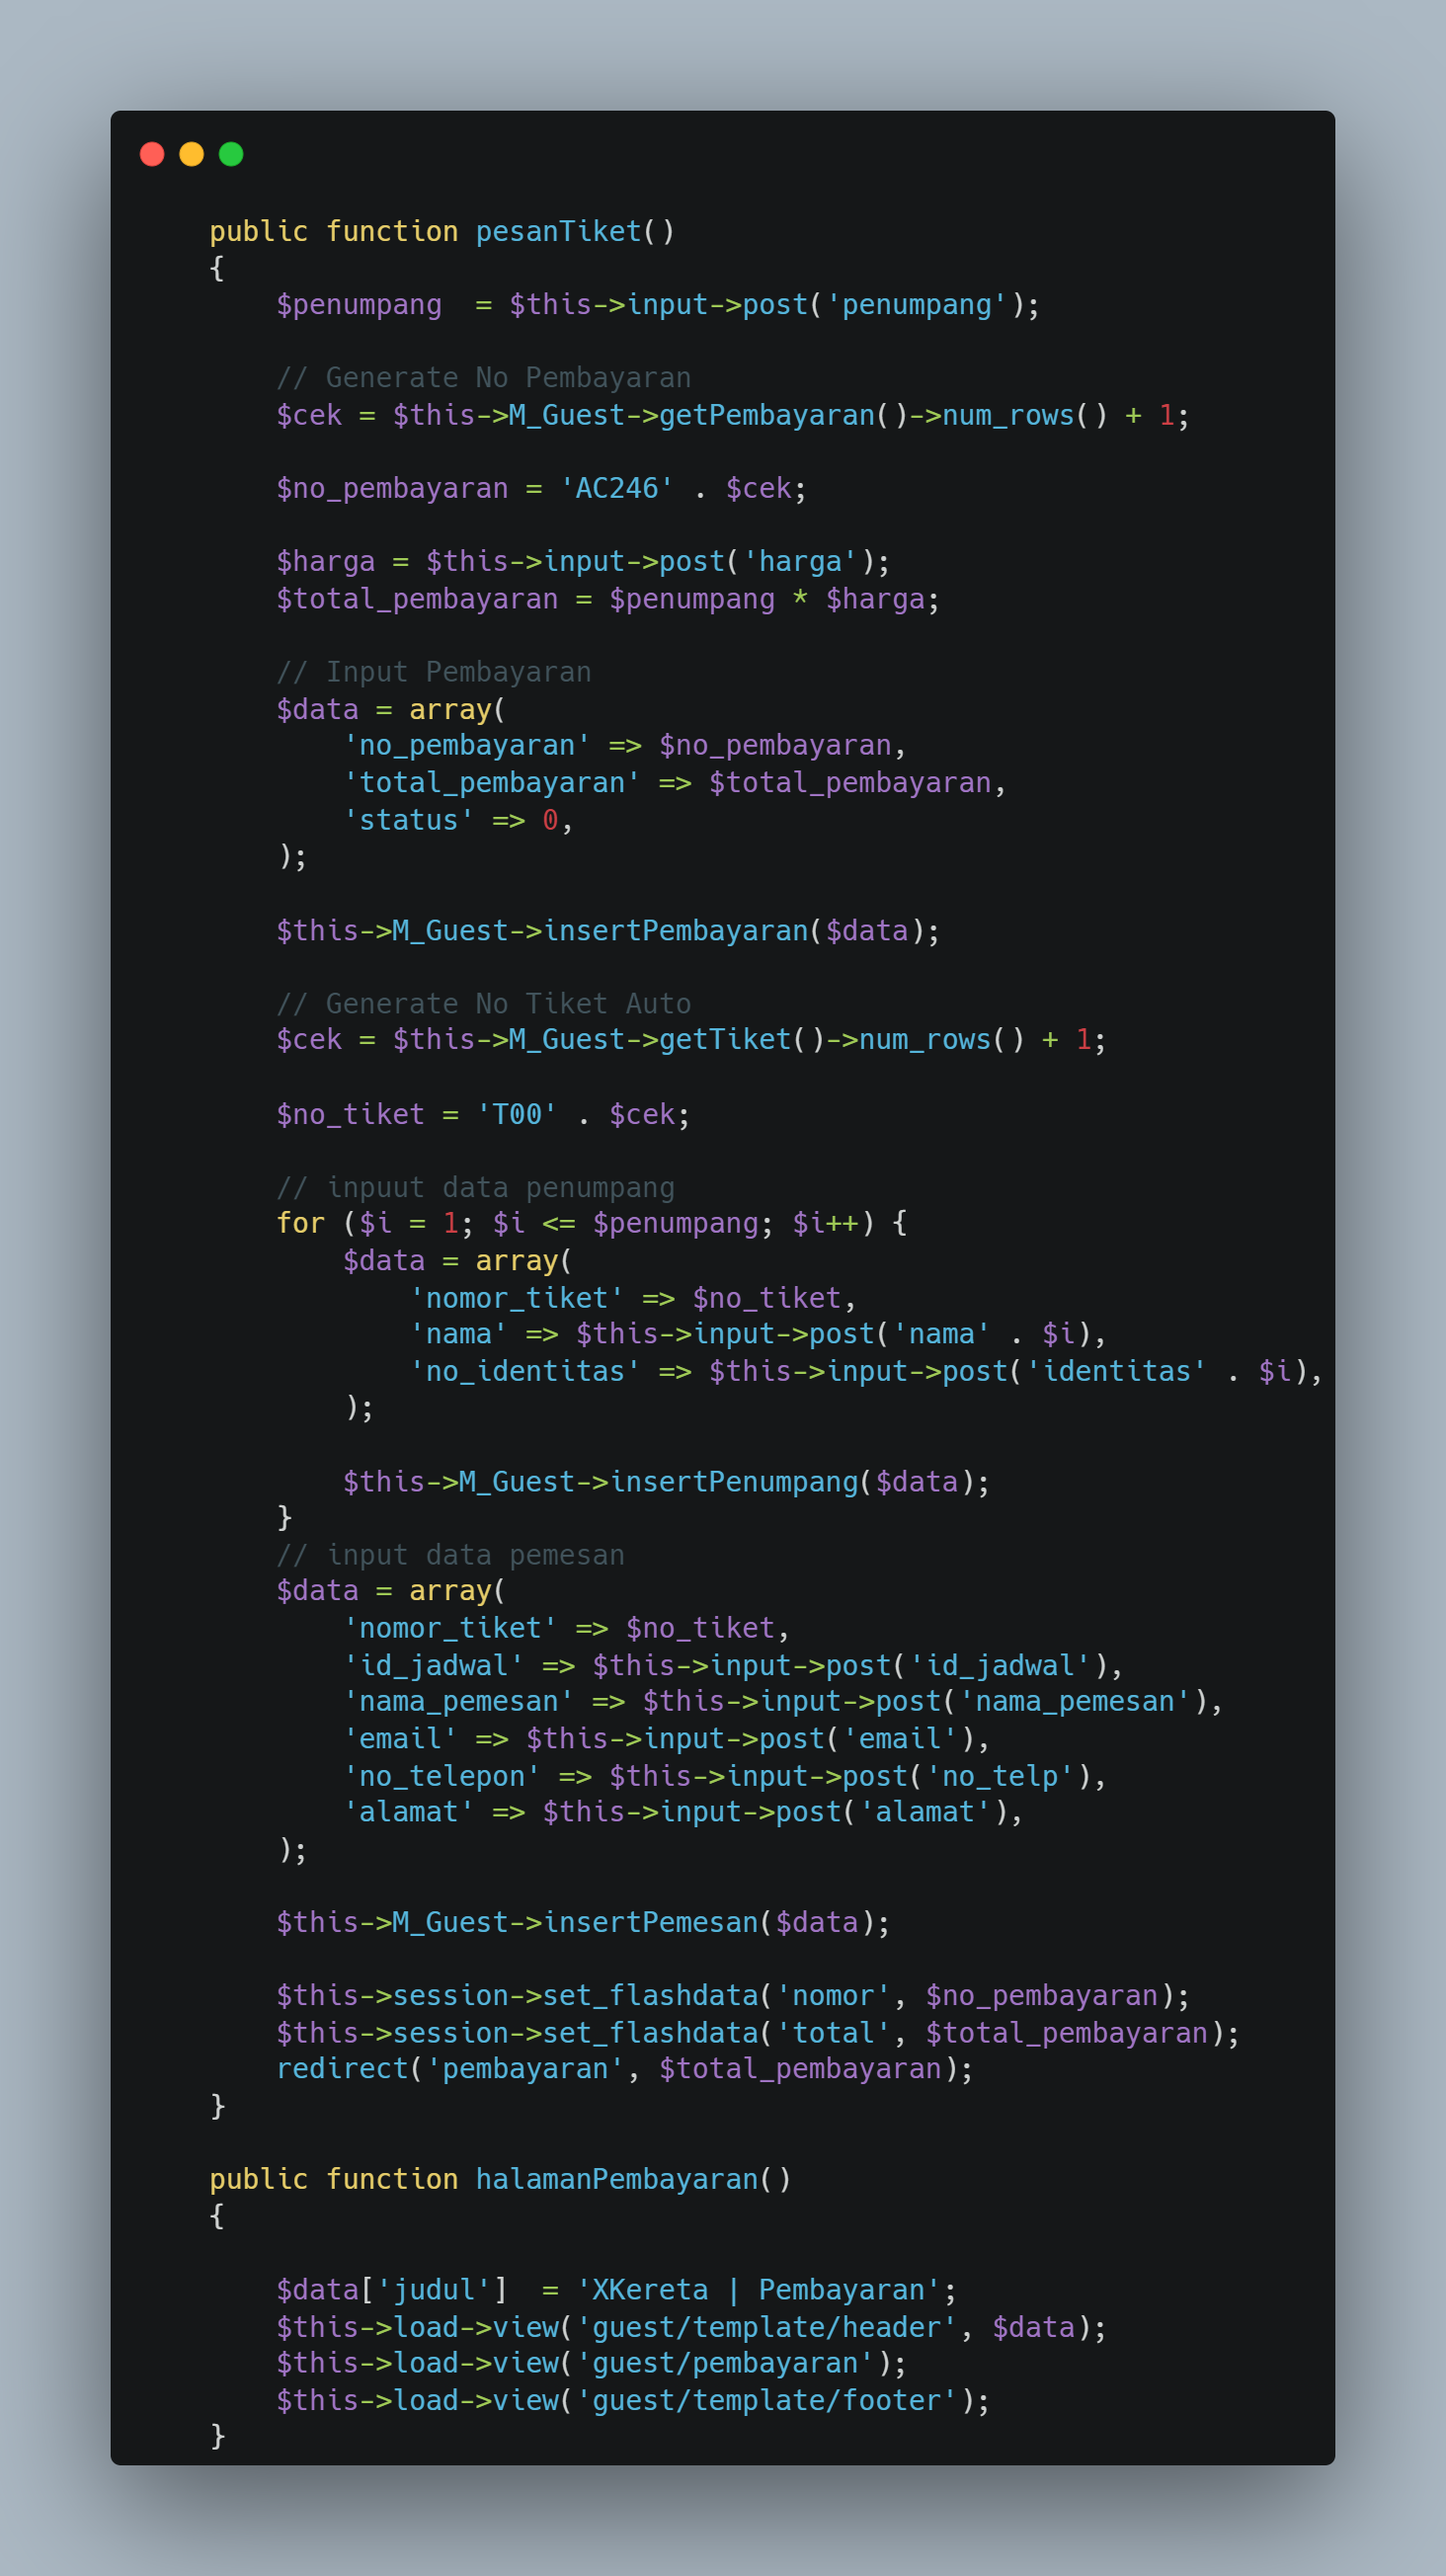 public function pesanTiket()
{
    $penumpang  = $this->input->post('penumpang');

    // Generate No Pembayaran
    $cek = $this->M_Guest->getPembayaran()->num_rows() + 1;

    $no_pembayaran = 'AC246' . $cek;

    $harga = $this->input->post('harga');
    $total_pembayaran = $penumpang * $harga;

    // Input Pembayaran
    $data = array(
        'no_pembayaran' => $no_pembayaran,
        'total_pembayaran' => $total_pembayaran,
        'status' => 0,
    );

    $this->M_Guest->insertPembayaran($data);

    // Generate No Tiket Auto
    $cek = $this->M_Guest->getTiket()->num_rows() + 1;

    $no_tiket = 'T00' . $cek;

    // inpuut data penumpang
    for ($i = 1; $i <= $penumpang; $i++) {
        $data = array(
            'nomor_tiket' => $no_tiket,
            'nama' => $this->input->post('nama' . $i),
            'no_identitas' => $this->input->post('identitas' . $i),
        );

        $this->M_Guest->insertPenumpang($data);
    }
    // input data pemesan
    $data = array(
        'nomor_tiket' => $no_tiket,
        'id_jadwal' => $this->input->post('id_jadwal'),
        'nama_pemesan' => $this->input->post('nama_pemesan'),
        'email' => $this->input->post('email'),
        'no_telepon' => $this->input->post('no_telp'),
        'alamat' => $this->input->post('alamat'),
    );

    $this->M_Guest->insertPemesan($data);

    $this->session->set_flashdata('nomor', $no_pembayaran);
    $this->session->set_flashdata('total', $total_pembayaran);
    redirect('pembayaran', $total_pembayaran);
}

public function halamanPembayaran()
{

    $data['judul']  = 'XKereta | Pembayaran';
    $this->load->view('guest/template/header', $data);
    $this->load->view('guest/pembayaran');
    $this->load->view('guest/template/footer');
}